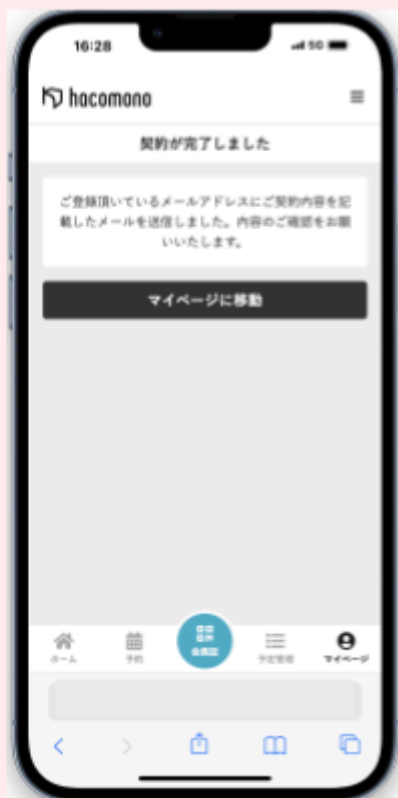 16:28
5G
hacomono
契約が完了しました
ご登録頂いているメールアドレスにご契約内容を記
載したメールを送信しました。内容のご確認をお願
いいたします。
マイページに移動
ホーム
予約
会員証
予定管理
マイページ